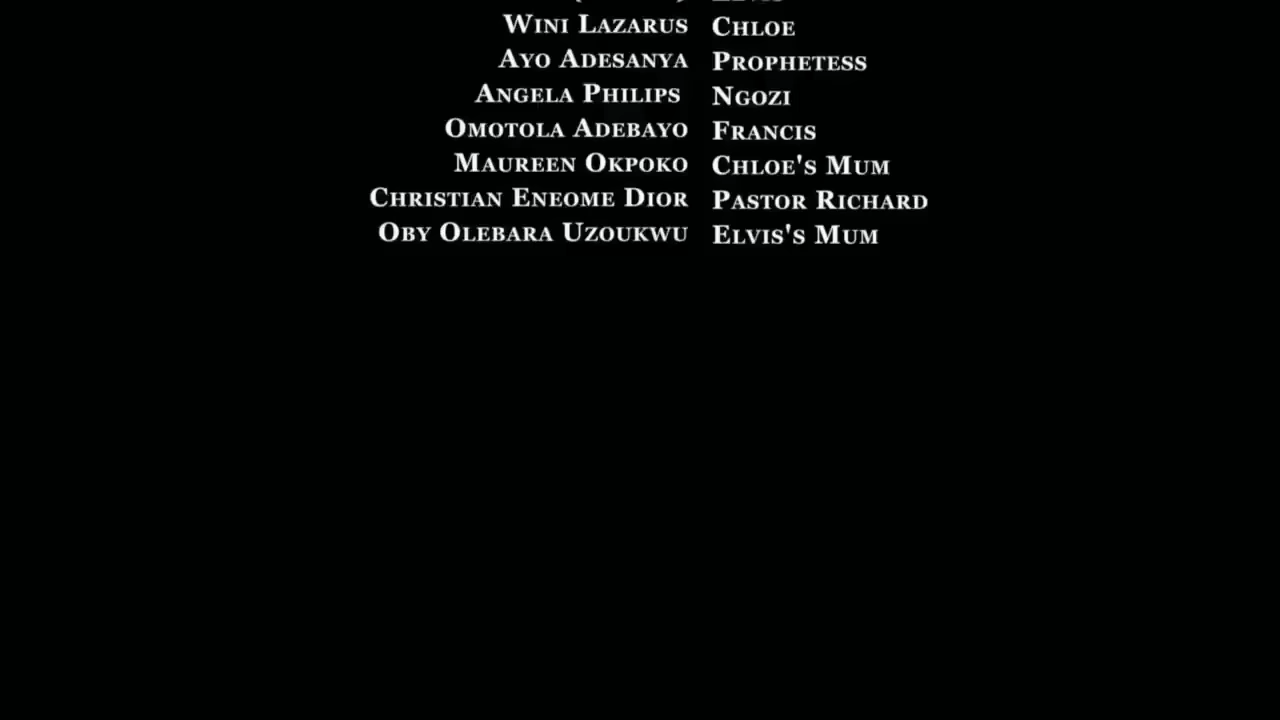 Wini Lazarus Chloe
Ayo Adesanya Prophetess
Angela Philips Ngozi
Omotola Adebayo Francis
Maureen Okpoko Chloe's Mum
Christian Eneome Dior Pastor Richard
Oby Olebara Uzoukwu Elvis's Mum